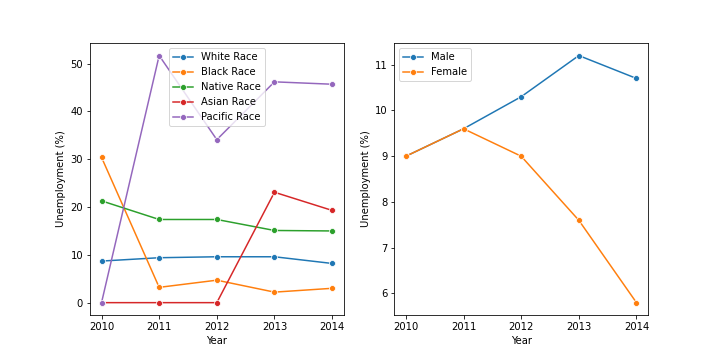 White Race
Black Race
Native Race
Asian Race
Pacific Race
Unemployment (%)
50
40
30
20
10
0
2010 2011 2012 2013 2014
Year
Male
Female
Unemployment (%)
11
10
9
8
7
6
2010 2011 2012 2013 2014
Year